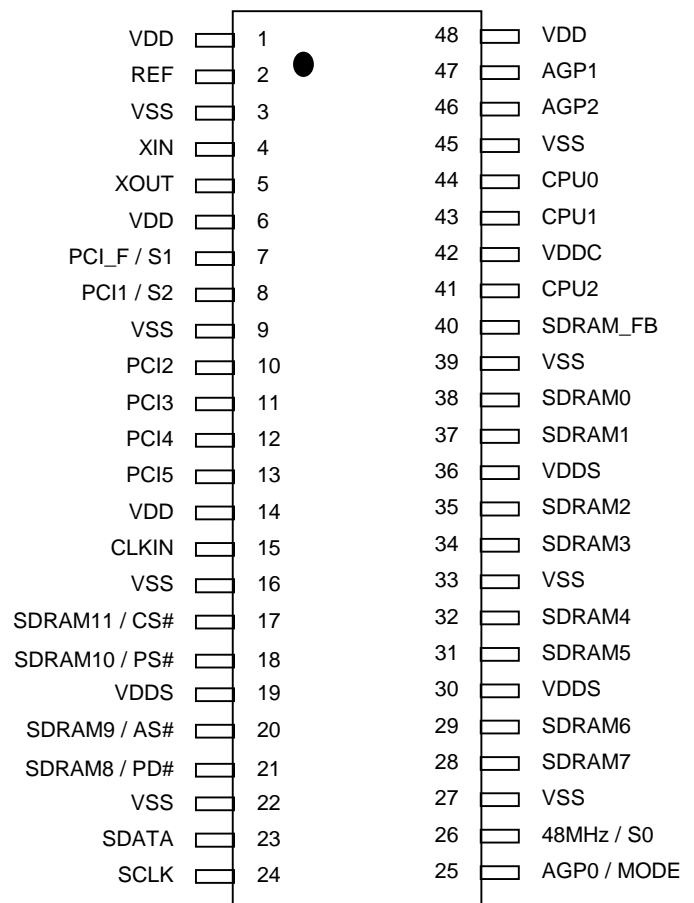 VDD 1 48 VDD
REF 2 47 AGP1
VSS 3 46 AGP2
XIN 4 45 VSS
XOUT 5 44 CPU0
VDD 6 43 CPU1
PCI_F / S1 7 42 VDDC
PCI1 / S2 8 41 CPU2
VSS 9 40 SDRAM_FB
PCI2 10 39 VSS
PCI3 11 38 SDRAM0
PCI4 12 37 SDRAM1
PCI5 13 36 VDDS
VDD 14 35 SDRAM2
CLKIN 15 34 SDRAM3
VSS 16 33 VSS
SDRAM11 / CS# 17 32 SDRAM4
SDRAM10 / PS# 18 31 SDRAM5
VDDS 19 30 VDDS
SDRAM9 / AS# 20 29 SDRAM6
SDRAM8 / PD# 21 28 SDRAM7
VSS 22 27 VSS
SDATA 23 26 48MHz / S0
SCLK 24 25 AGP0 / MODE